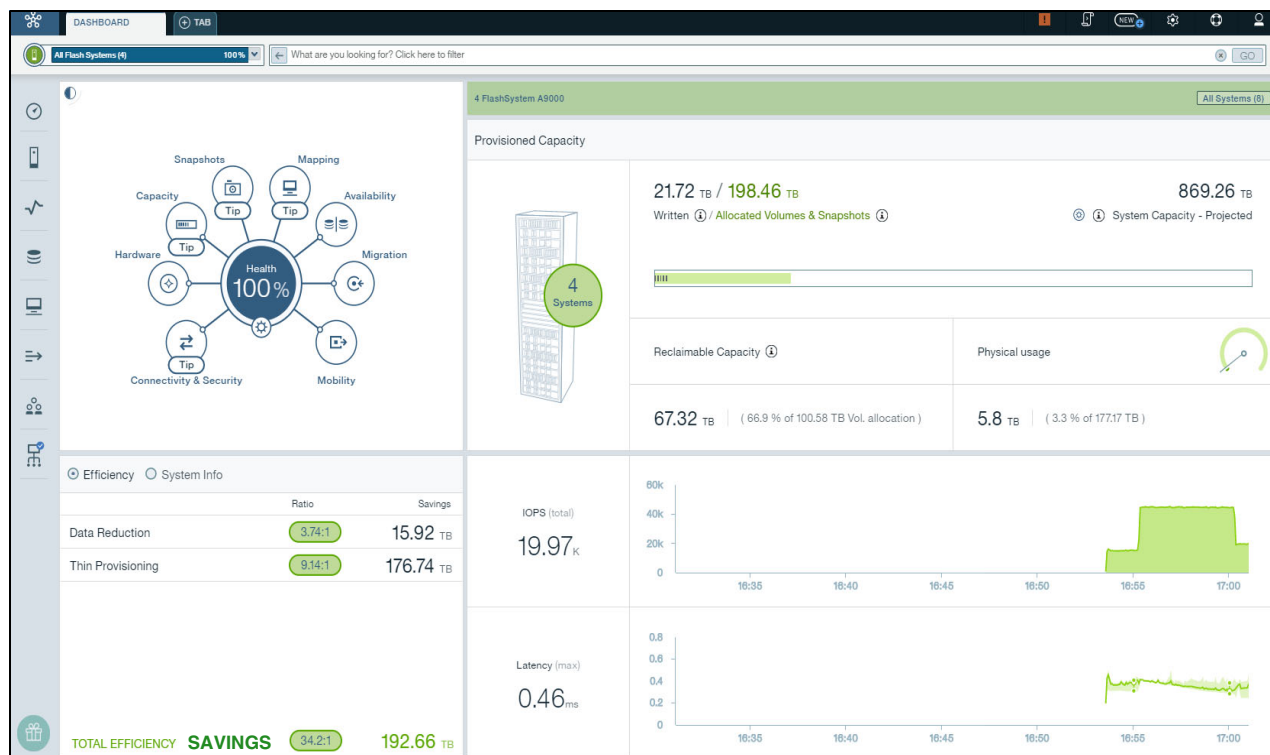 DASHBOARD
TAB
!
NEW
All Flash Systems (4) 100%
What are you looking for? Click here to filter
GO
4 FlashSystem A9000
All Systems (6)
Provisioned Capacity
Snapshots
Mapping
Capacity
Availability
Tip
Tip
Tip
Hardware
Migration
Health
100%
Tip
Connectivity & Security
Mobility
4
Systems
21.72 TB / 198.46 TB
869.26 TB
Written / Allocated Volumes & Snapshots
System Capacity - Projected
Reclaimable Capacity
Physical usage
67.32 TB ( 66.9 % of 100.58 TB Vol. allocation )
5.8 TB ( 3.3 % of 177.17 TB )
Efficiency System Info
Ratio Savings
Data Reduction 3.74:1 15.92 TB
Thin Provisioning 9.14:1 176.74 TB
TOTAL EFFICIENCY SAVINGS 34.2:1 192.66 TB
IOPS (total)
19.97K
60k
40k
20k
0
16:35 16:40 16:45 16:50 16:55 17:00
Latency (max)
0.46ms
0.8
0.6
0.4
0.2
0
16:35 16:40 16:45 16:50 16:55 17:00